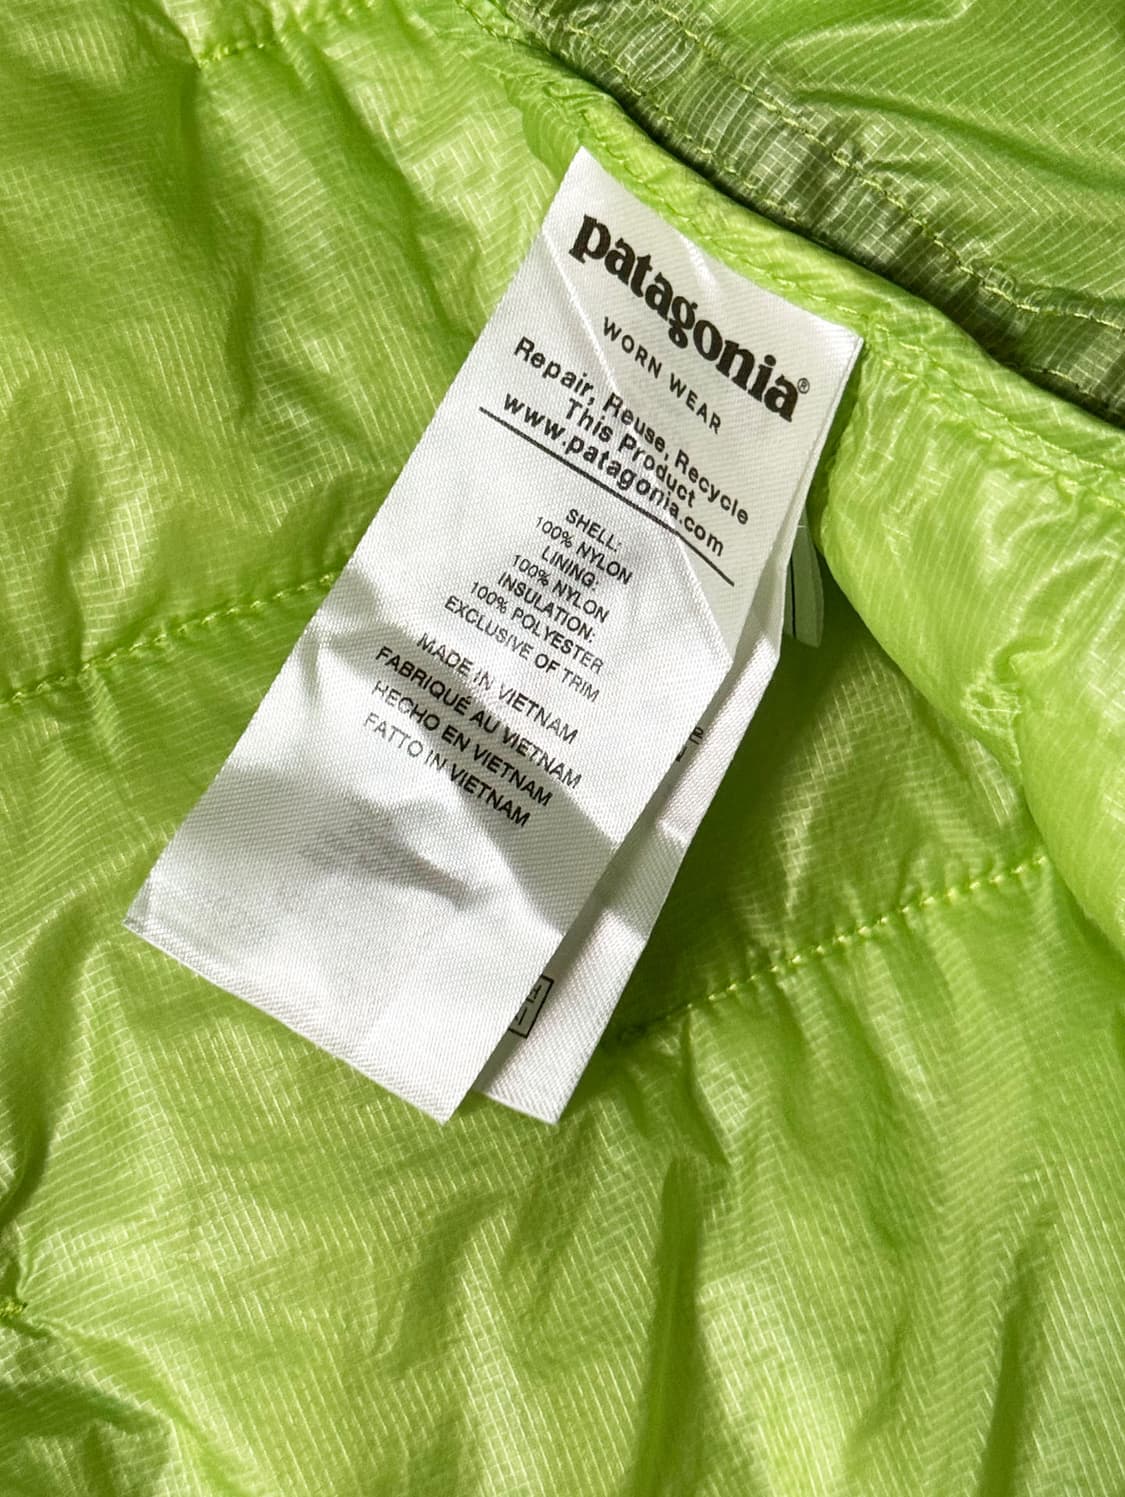 patagonia®
WORN WEAR
Repair, Reuse, Recycle
This Product
www.patagonia.com
SHELL:
100% NYLON
LINING:
100% NYLON
INSULATION:
100% POLYESTER
EXCLUSIVE OF TRIM
MADE IN VIETNAM
FABRIQUÉ AU VIETNAM
HECHO EN VIETNAM
FATTO IN VIETNAM